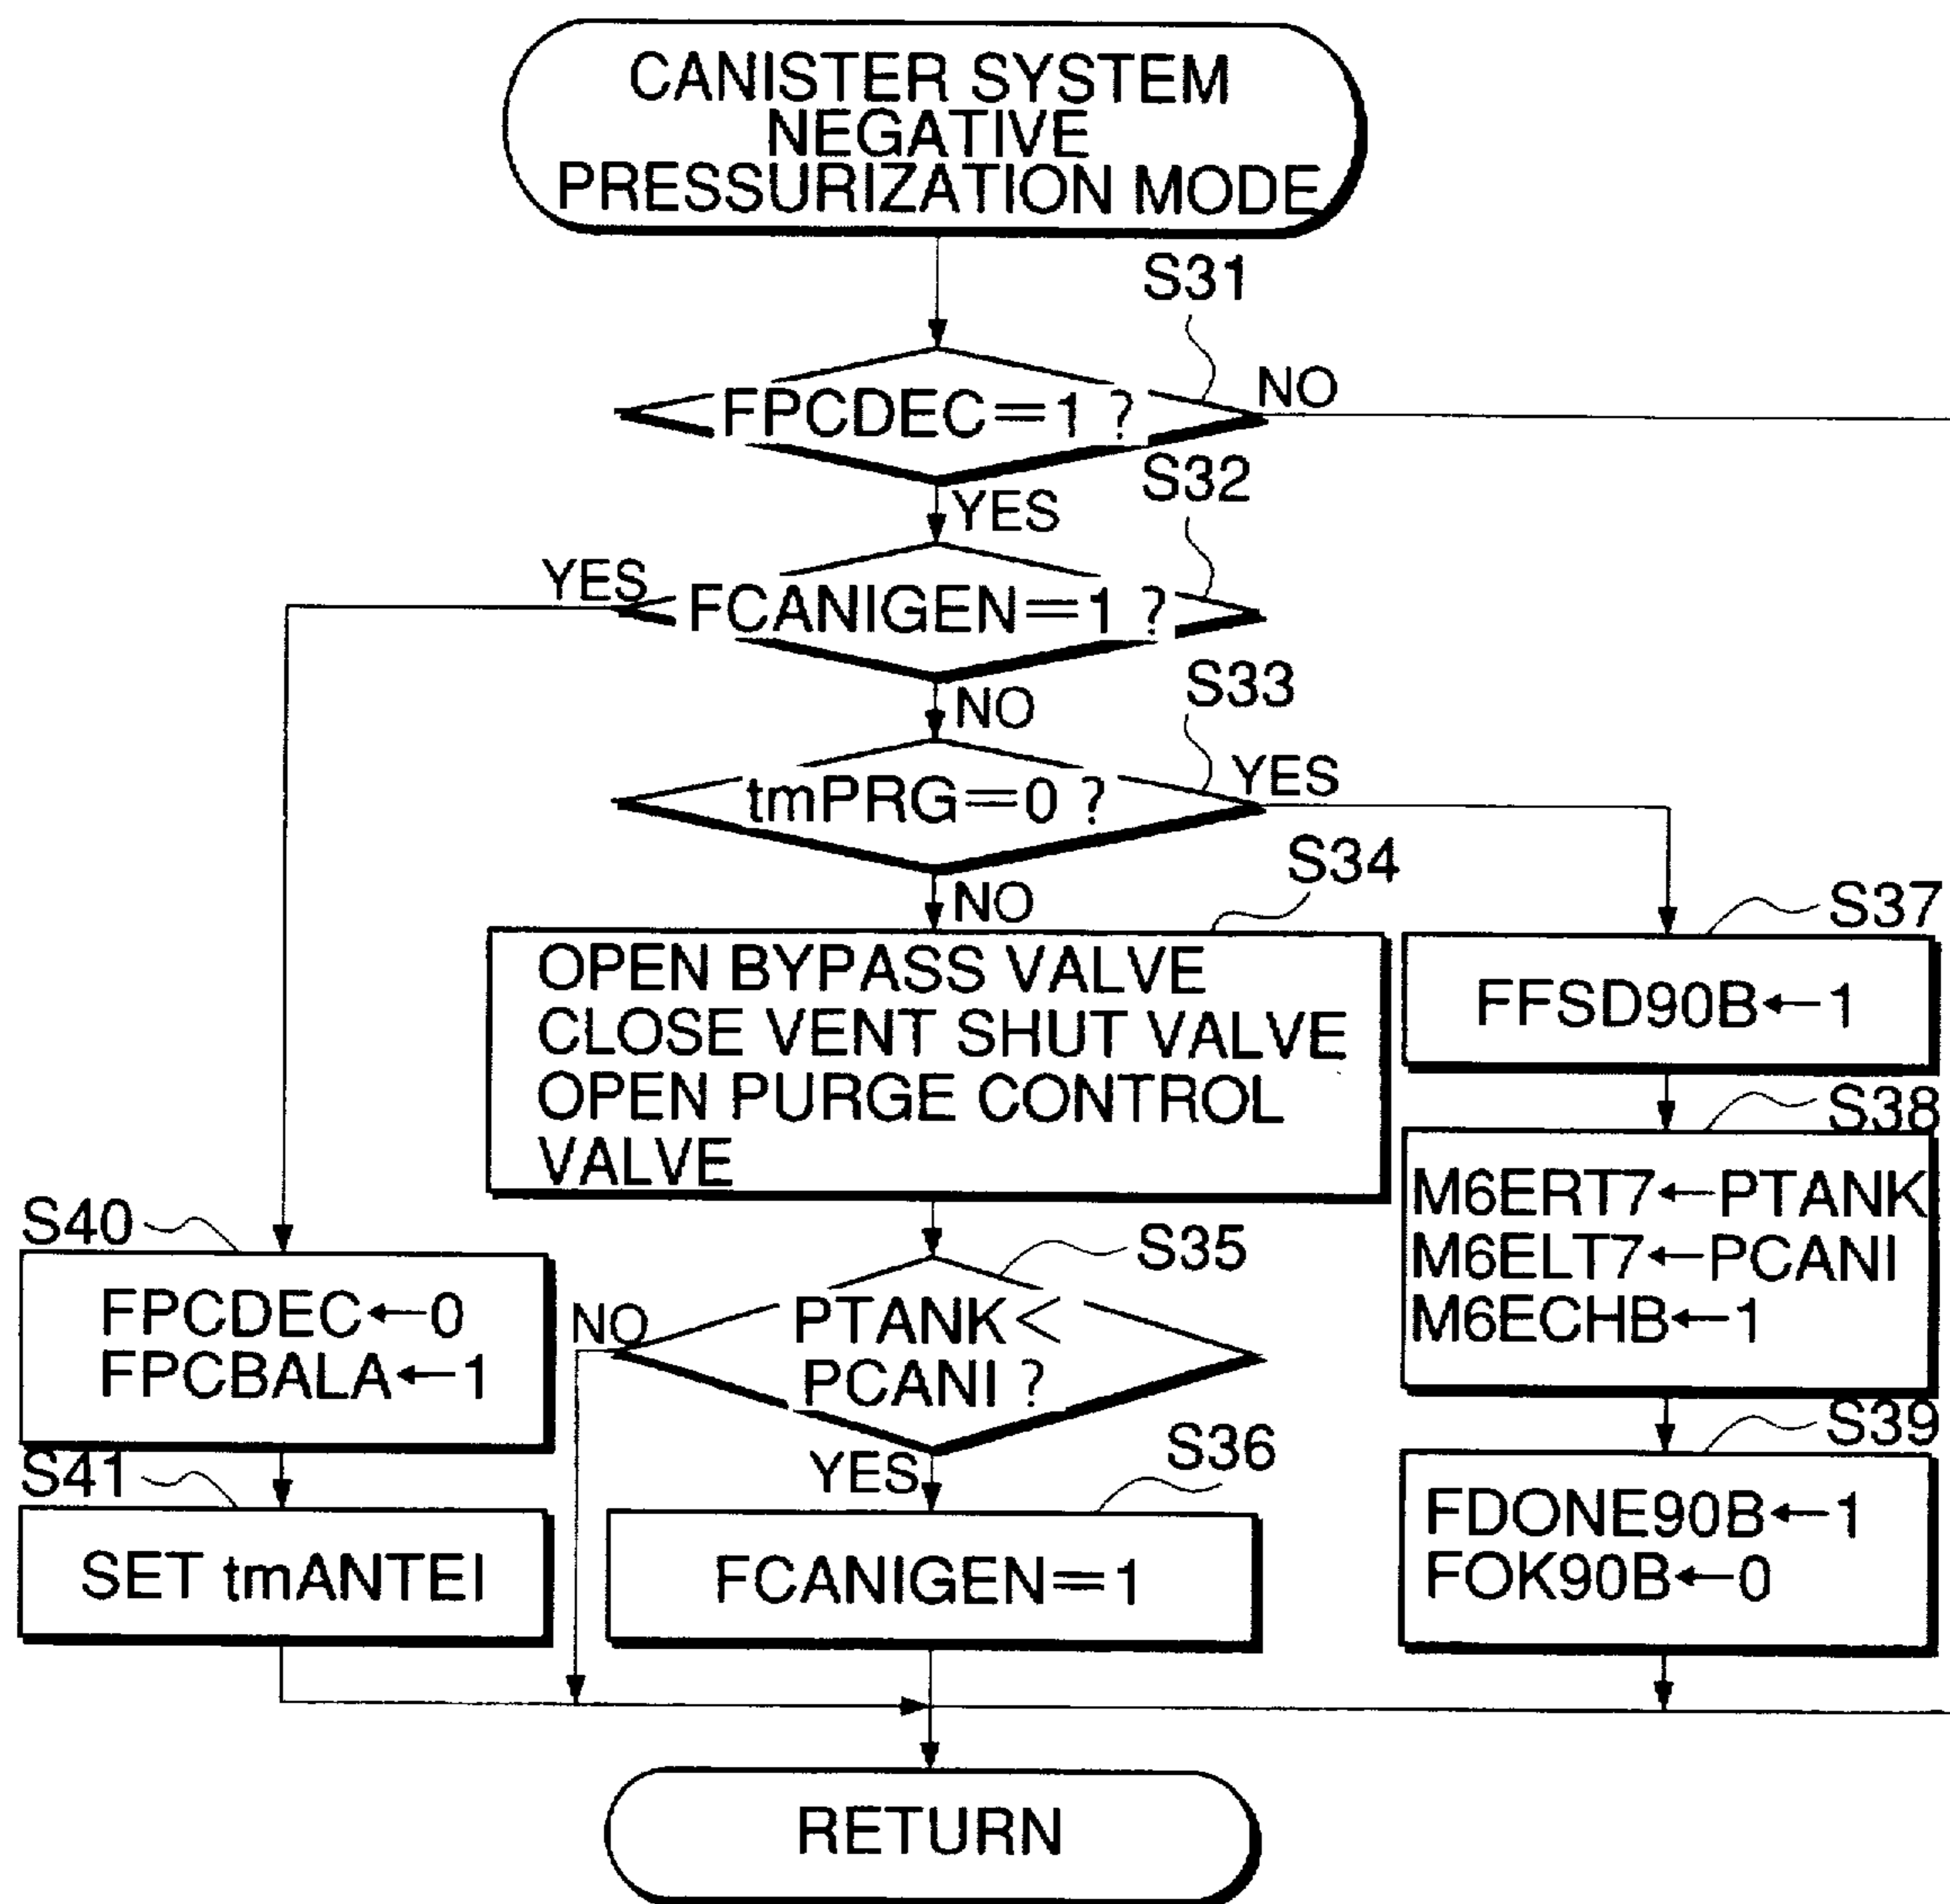 CANISTER SYSTEM
NEGATIVE
PRESSURIZATION MODE
S31
FPCDEC=1 ?
NO
YES
S32
YES
FCANIGEN=1 ?
NO
S33
tmPRG=0 ?
YES
NO
S34
OPEN BYPASS VALVE
CLOSE VENT SHUT VALVE
OPEN PURGE CONTROL
VALVE
S37
FFSD90B←1
S38
M6ERT7←PTANK
M6ELT7←PCANI
M6ECHB←1
S40
FPCDEC←0
FPCBALA←1
S35
NO
PTANK<
PCANI ?
YES
S39
FDONE90B←1
FOK90B←0
S41
SET tmANTEI
S36
FCANIGEN=1
RETURN